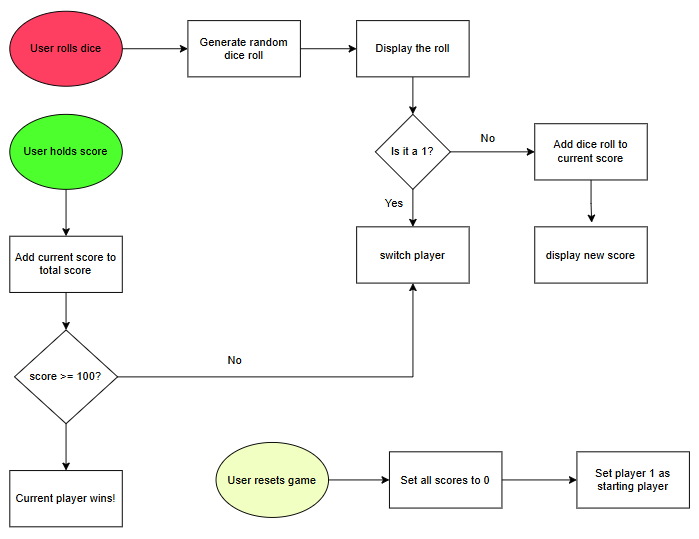 User rolls dice
Generate random
dice roll
Display the roll
User holds score
Is it a 1?
No
Add dice roll to
current score
Yes
Add current score to
total score
switch player
display new score
score >= 100?
No
Current player wins!
User resets game
Set all scores to 0
Set player 1 as
starting player